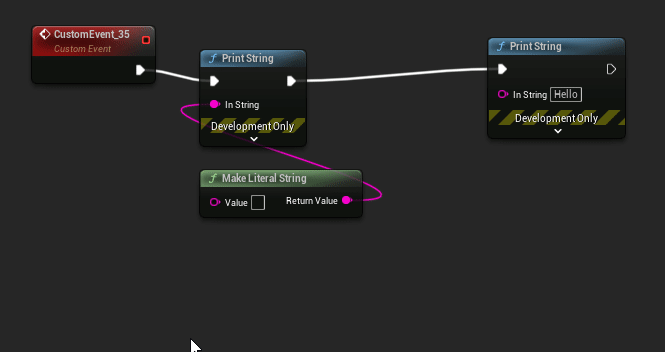 CustomEvent_35
Custom Event
f Print String
In String
Development Only
f Make Literal String
Value
Return Value
f Print String
In String Hello
Development Only